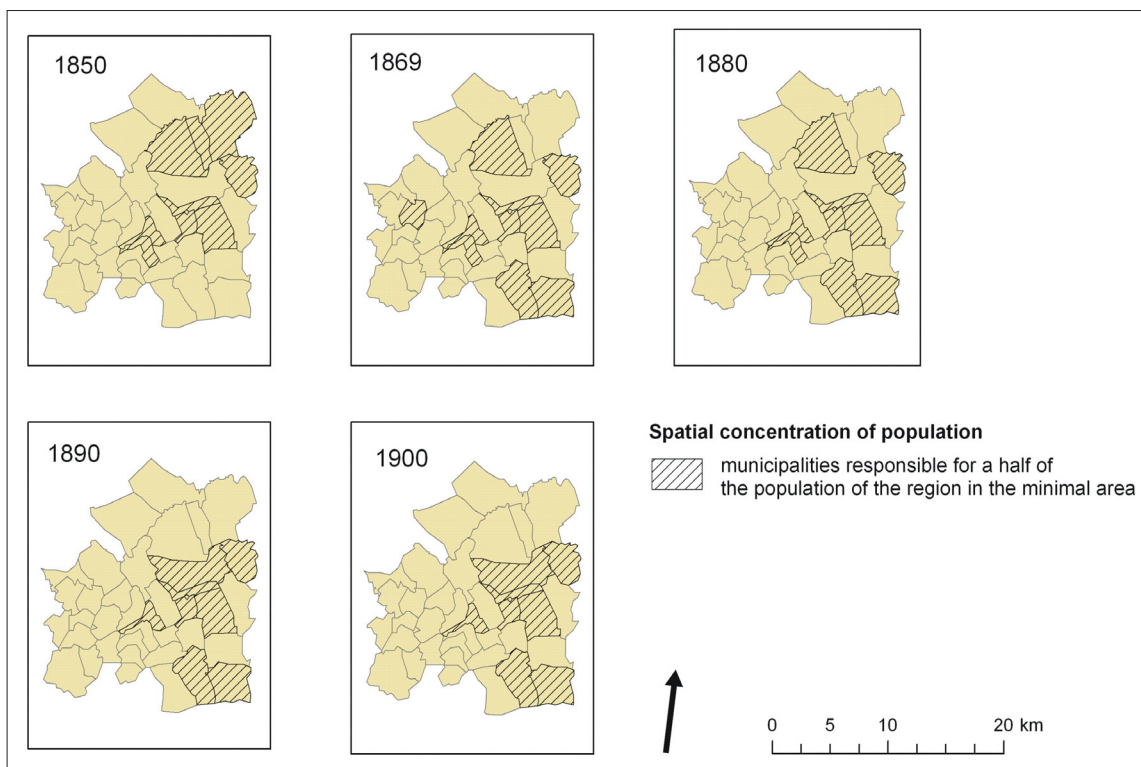 1850
1869
1880
1890
1900
Spatial concentration of population
municipalities responsible for a half of
the population of the region in the minimal area
0 5 10 20 km